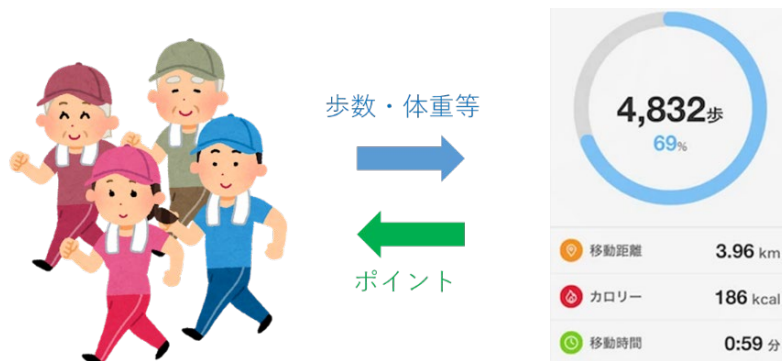 歩数・体重等
ポイント
4,832歩
69%
移動距離 3.96 km
カロリー 186 kcal
移動時間 0:59 分